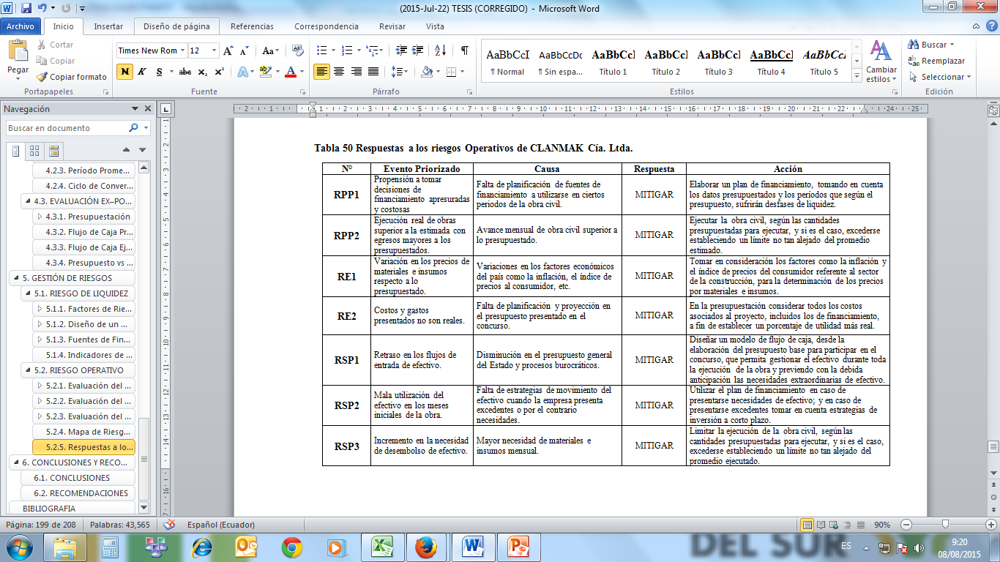 (2015-Jul-22) TESIS (CORREGIDO) - Microsoft Word
Archivo Inicio Insertar Diseño de página Referencias Correspondencia Revisar Vista
Pegar
Cortar
Copiar
Copiar formato
Portapapeles
Times New Rom 12
N K S abc x₂ x²
Fuente
Párrafo
AaBbCcI AaBbCcDc AaBbCcI AaBbCcI AaBbCcI AaBbCcI AaBbCcI
¶ Normal ¶ Sin espa... Título 1 Título 2 Título 3 Título 4 Título 5
Estilos
Cambiar estilos
Buscar
Reemplazar
Seleccionar
Edición
Navegación
Buscar en documento
4.2.3. Período Prome...
4.2.4. Ciclo de Conver...
4.3. EVALUACIÓN EX–PO...
4.3.1. Presupuestación
4.3.2. Flujo de Caja Pr...
4.3.3. Flujo de Caja Ej...
4.3.4. Presupuesto vs ...
5. GESTIÓN DE RIESGOS
5.1. RIESGO DE LIQUIDEZ
5.1.1. Factores de Rie...
5.1.2. Diseño de un ...
5.1.3. Fuentes de Fin...
5.1.4. Indicadores de ...
5.2. RIESGO OPERATIVO
5.2.1. Evaluación del ...
5.2.2. Evaluación del ...
5.2.3. Evaluación del ...
5.2.4. Mapa de Riesg...
5.2.5. Respuestas a lo...
6. CONCLUSIONES Y RECO...
6.1. CONCLUSIONES
6.2. RECOMENDACIONES
BIBLIOGRAFIA
Tabla 50 Respuestas a los riesgos Operativos de CLANMAK Cía. Ltda.
N° Evento Priorizado Causa Respuesta Acción
RPP1
Propensión a tomar
decisiones de
financiamiento apresuradas
y costosas
Falta de planificación de fuentes de
financiamiento a utilizarse en ciertos
periodos de la obra civil.
MITIGAR
Elaborar un plan de financiamiento, tomando en cuenta
los datos presupuestados y los períodos que según el
presupuesto, sufrirán desfases de liquidez.
RPP2
Ejecución real de obras
superior a la estimada con
egresos mayores a los
presupuestados.
Avance mensual de obra civil superior a
lo presupuestado.
MITIGAR
Ejecutar la obra civil, según las cantidades
presupuestadas para ejecutar, y si es el caso, excederse
estableciendo un límite no tan alejado del promedio
estimado.
RE1
Variación en los precios de
materiales e insumos
respecto a lo
presupuestado.
Variaciones en los factores económicos
del país como la inflación, el índice de
precios al consumidor, etc.
MITIGAR
Tomar en consideración los factores como la inflación y
el índice de precios del consumidor referente al sector
de la construcción, para la determinación de los precios
por materiales e insumos.
RE2
Costos y gastos
presentados no son reales.
Falta de planificación y proyección en
el presupuesto presentado en el
concurso.
MITIGAR
En la presupuestación considerar todos los costos
asociados al proyecto, incluidos los de financiamiento,
a fin de establecer un porcentaje de utilidad más real.
RSP1
Retraso en los flujos de
entrada de efectivo.
Disminución en el presupuesto general
del Estado y procesos burocráticos.
MITIGAR
Diseñar un modelo de flujo de caja, desde la
elaboración del presupuesto base para participar en el
concurso, que permita gestionar el efectivo durante toda
la ejecución de la obra y previendo con la debida
anticipación las necesidades extraordinarias de efectivo.
RSP2
Mala utilización del
efectivo en los meses
iniciales de la obra.
Falta de estrategias de movimiento del
efectivo cuando la empresa presenta
excedentes o por el contrario
necesidades.
MITIGAR
Utilizar el plan de financiamiento en caso de
presentarse necesidades de efectivo; y en caso de
presentarse excedentes tomar en cuenta estrategias de
inversión a corto plazo.
RSP3
Incremento en la necesidad
de desembolso de efectivo.
Mayor necesidad de materiales e
insumos mensual.
MITIGAR
Limitar la ejecución de la obra civil, según las
cantidades presupuestadas para ejecutar, y si es el caso,
excederse estableciendo un límite no tan alejado del
promedio ejecutado.
Página: 199 de 208 Palabras: 43,565 Español (Ecuador) 90%
DEL SUR
ES 9:20
08/08/2015